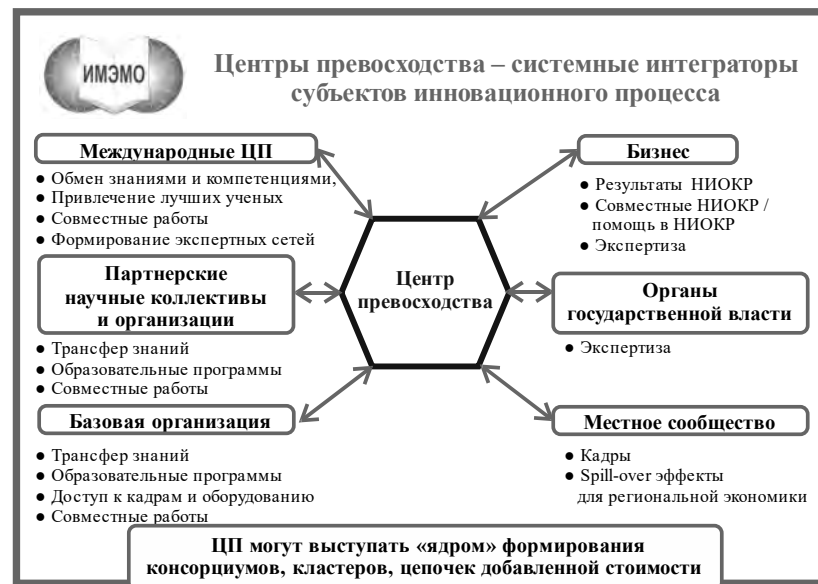 ИМЭМО
Центры превосходства – системные интеграторы
субъектов инновационного процесса
Международные ЦП
● Обмен знаниями и компетенциями,
● Привлечение лучших ученых
● Совместные работы
● Формирование экспертных сетей
Партнерские
научные коллективы
и организации
● Трансфер знаний
● Образовательные программы
● Совместные работы
Базовая организация
● Трансфер знаний
● Образовательные программы
● Доступ к кадрам и оборудованию
● Совместные работы
Центр
превосходства
Бизнес
● Результаты НИОКР
● Совместные НИОКР /
помощь в НИОКР
● Экспертиза
Органы
государственной власти
● Экспертиза
Местное сообщество
● Кадры
● Spill-over эффекты
для региональной экономики
ЦП могут выступать «ядром» формирования
консорциумов, кластеров, цепочек добавленной стоимости